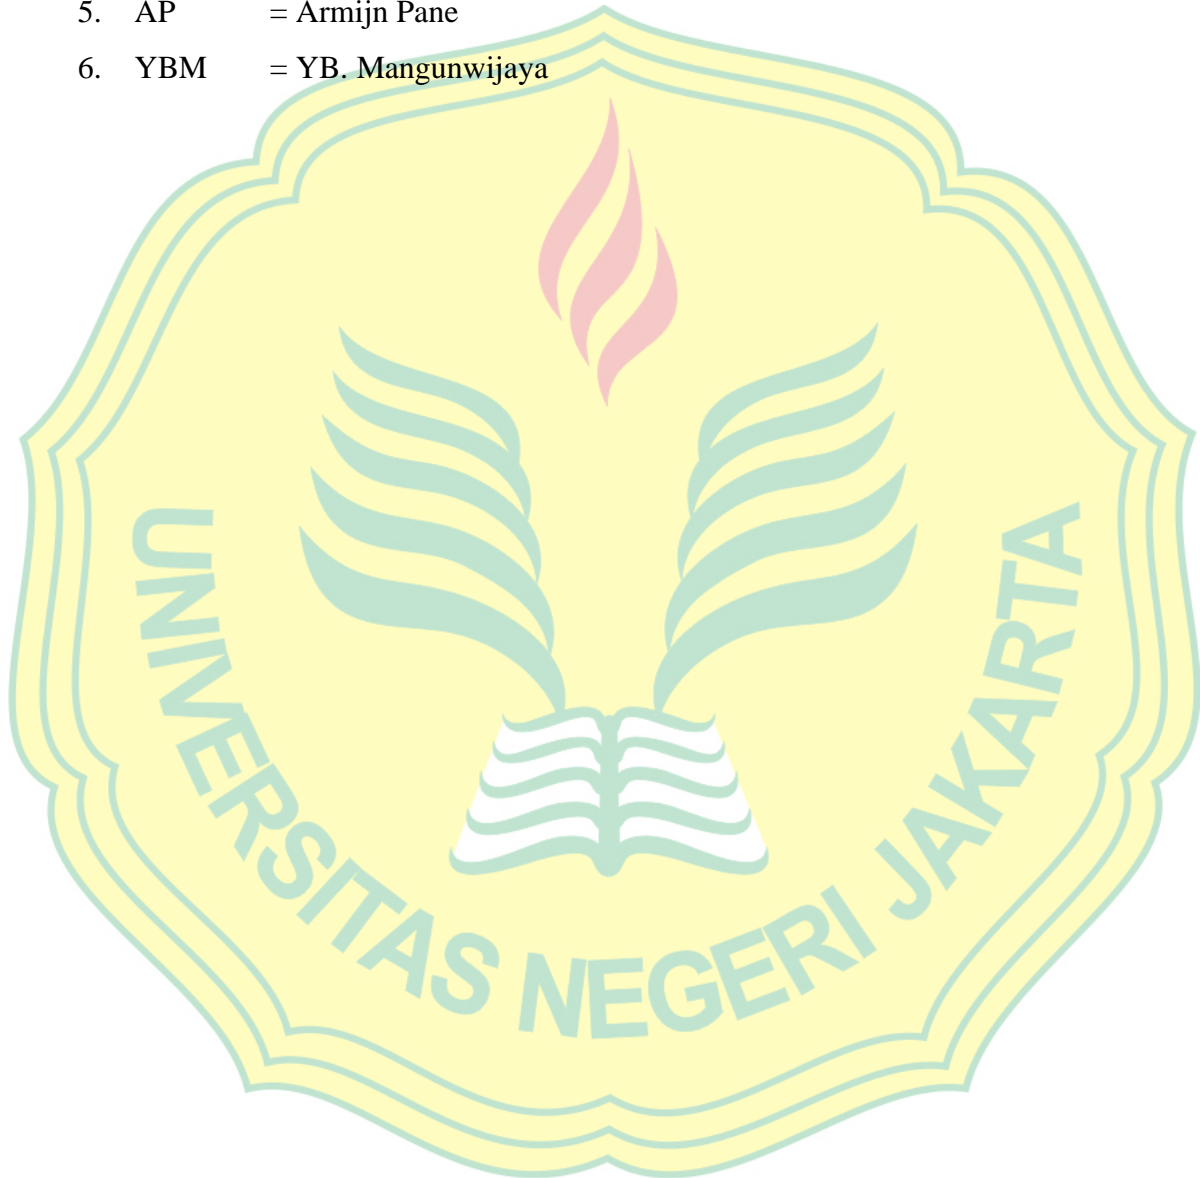 5. AP = Armijn Pane
6. YBM = YB. Mangunwijaya
UNIVERSITAS NEGERI JAKARTA